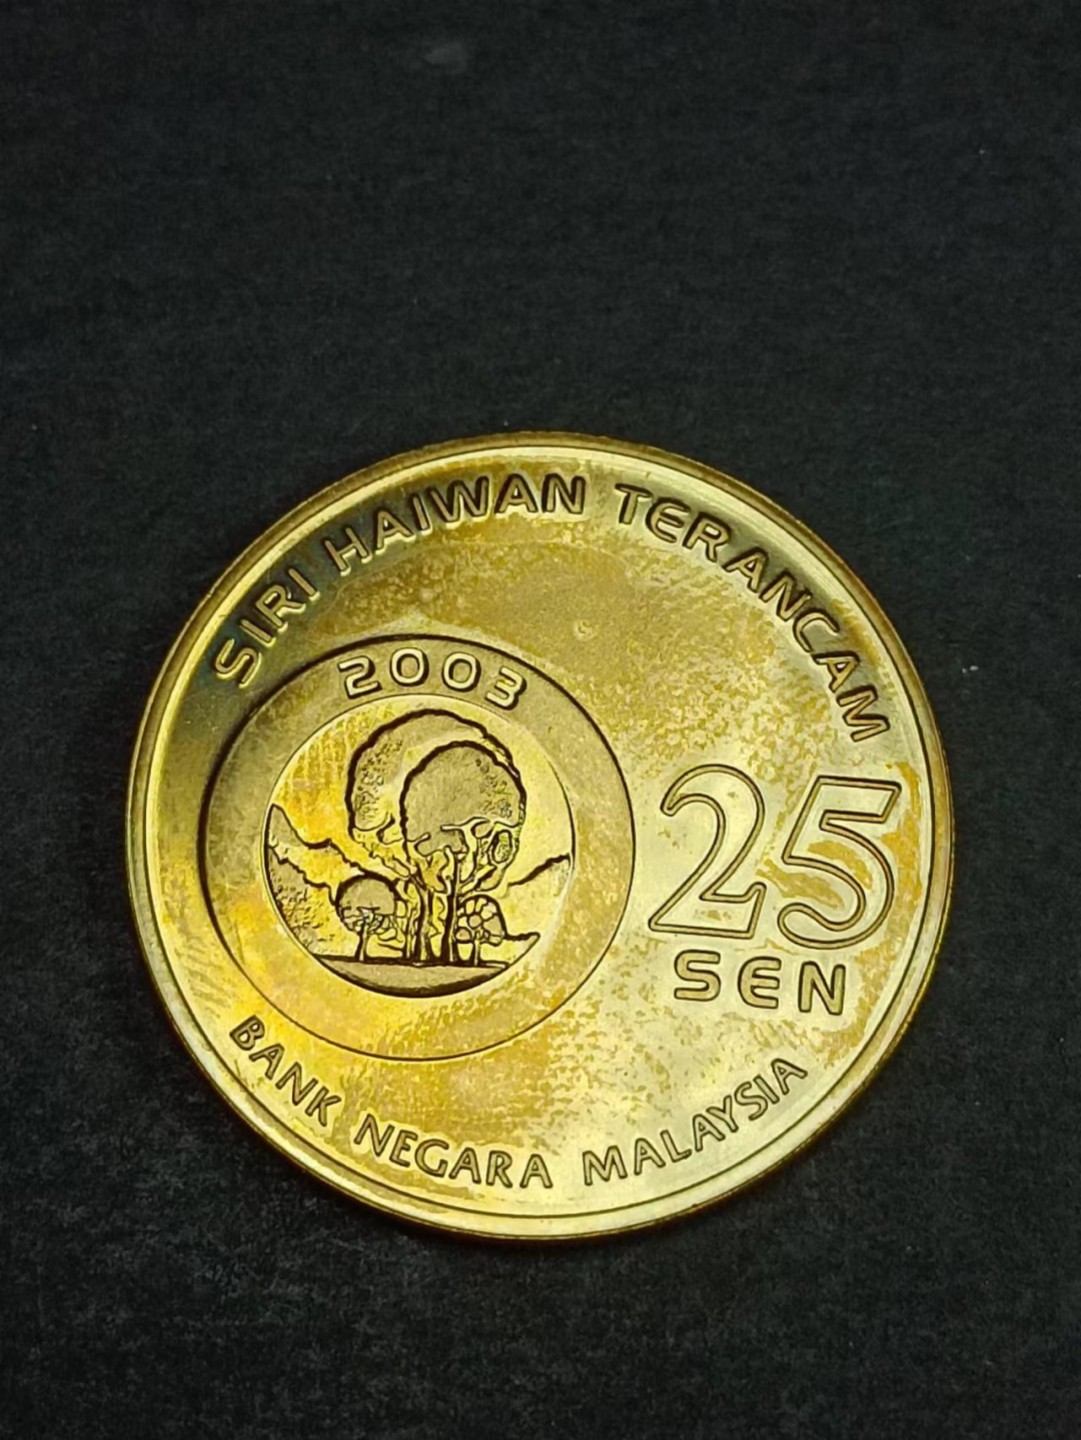 SIRI HAIWAN TERANCAM
2003
25
SEN
BANK NEGARA MALAYSIA